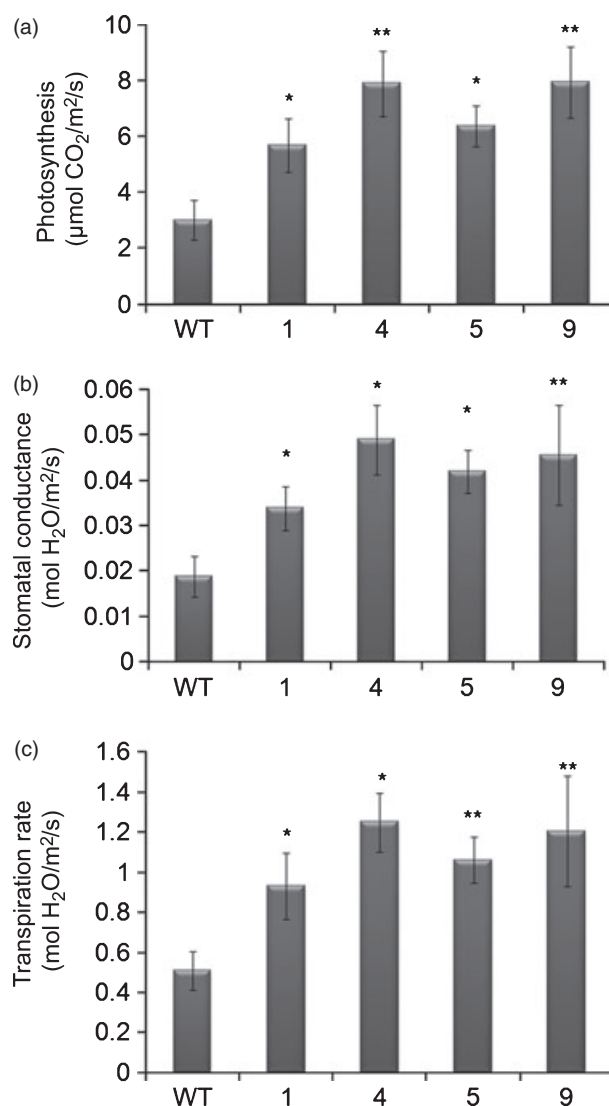 (a)
Photosynthesis
(µmol CO₂/m²/s)
10
8
6
4
2
0
*
**
*
**
WT 1 4 5 9
(b)
Stomatal conductance
(mol H₂O/m²/s)
0.06
0.05
0.04
0.03
0.02
0.01
0
*
*
*
**
WT 1 4 5 9
(c)
Transpiration rate
(mol H₂O/m²/s)
1.6
1.4
1.2
1
0.8
0.6
0.4
0.2
0
*
*
**
**
WT 1 4 5 9